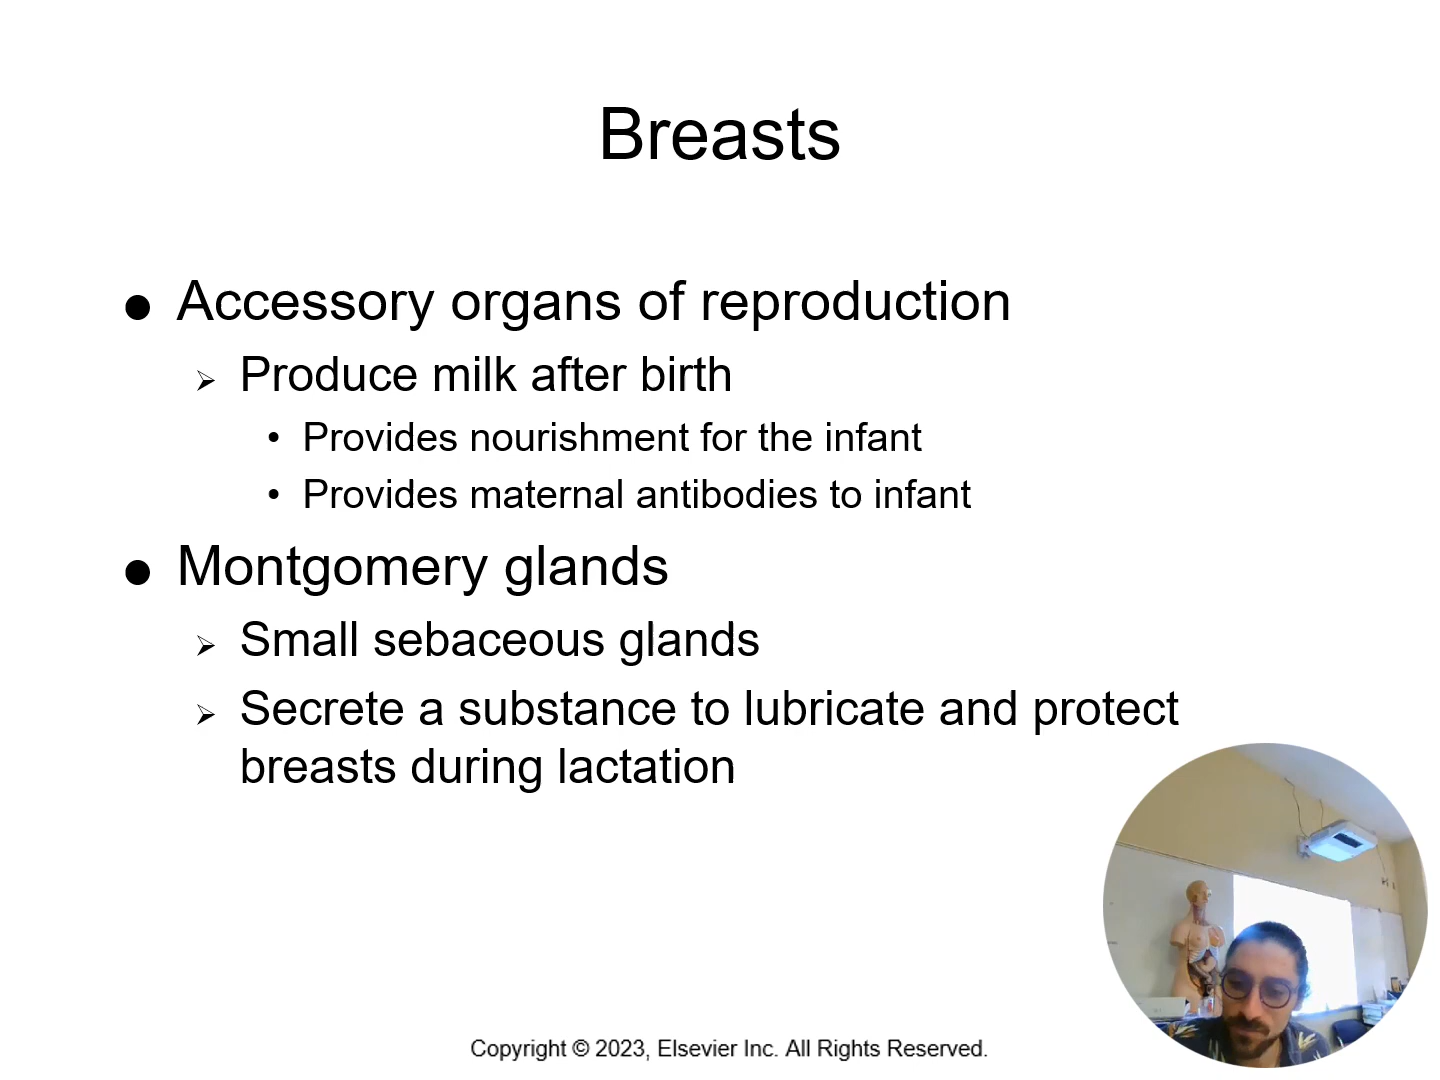 Breasts
● Accessory organs of reproduction
➢ Produce milk after birth
• Provides nourishment for the infant
• Provides maternal antibodies to infant
● Montgomery glands
➢ Small sebaceous glands
➢ Secrete a substance to lubricate and protect
breasts during lactation
Copyright © 2023, Elsevier Inc. All Rights Reserved.